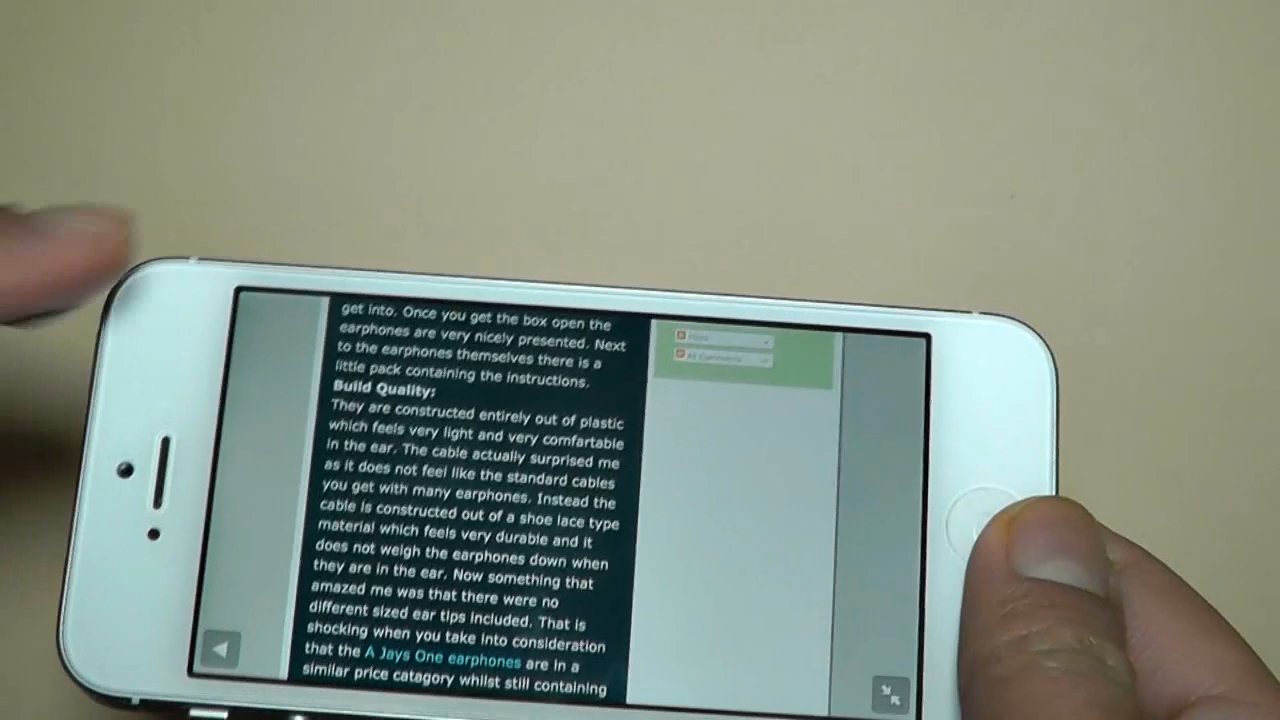 get into. Once you get the box open the
earphones are very nicely presented. Next
to the earphones themselves there is a
little pack containing the instructions.
Build Quality:
They are constructed entirely out of plastic
which feels very light and very comfartable
in the ear. The cable actually surprised me
as it does not feel like the standard cables
you get with many earphones. Instead the
cable is constructed out of a shoe lace type
material which feels very durable and it
does not weigh the earphones down when
they are in the ear. Now something that
amazed me was that there were no
different sized ear tips included. That is
shocking when you take into consideration
that the A Jays One earphones are in a
similar price catagory whilst still containing
Posts
All Comments